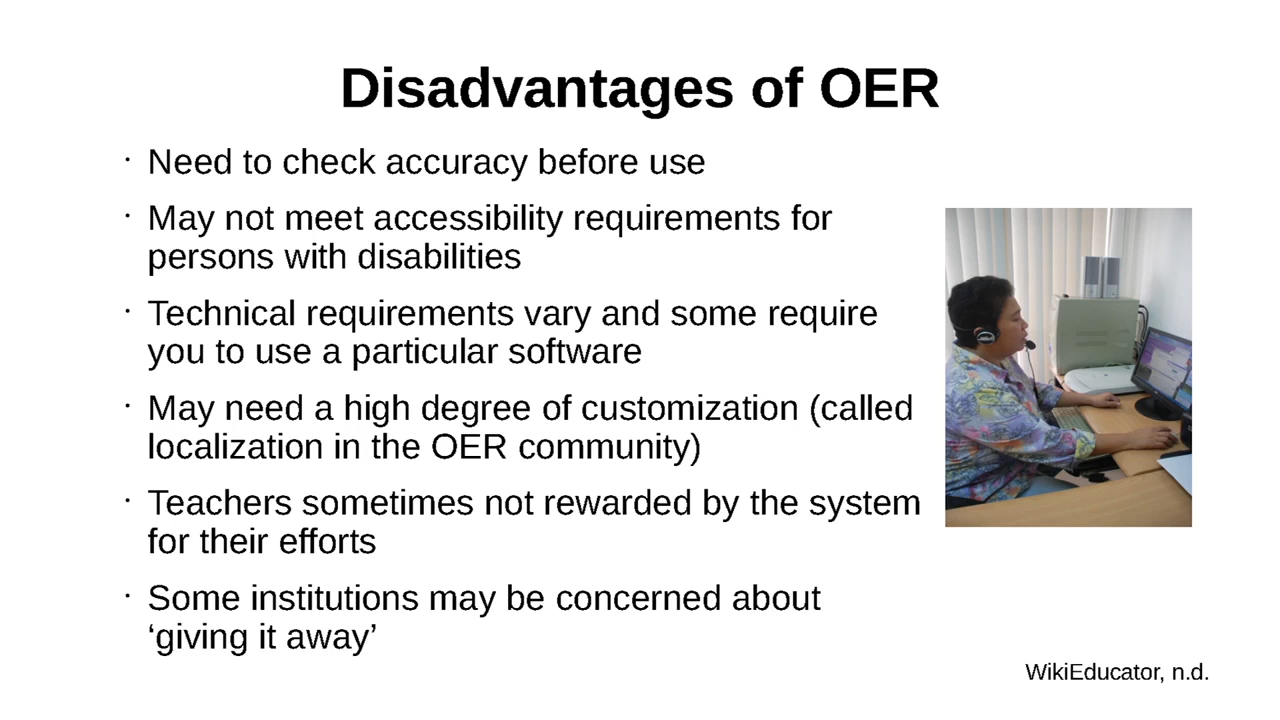 Disadvantages of OER
· Need to check accuracy before use
· May not meet accessibility requirements for
persons with disabilities
· Technical requirements vary and some require
you to use a particular software
· May need a high degree of customization (called
localization in the OER community)
· Teachers sometimes not rewarded by the system
for their efforts
· Some institutions may be concerned about
‘giving it away’
WikiEducator, n.d.